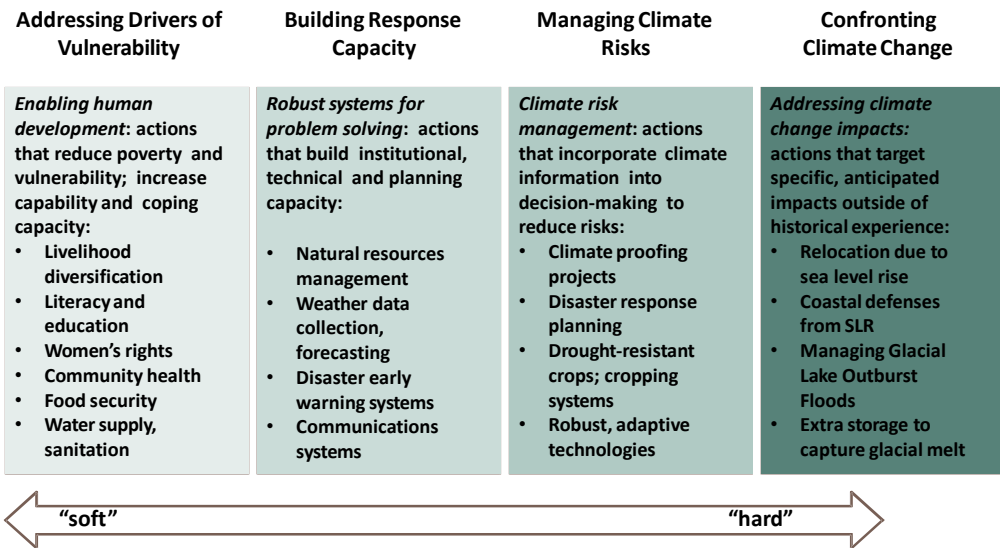 Addressing Drivers of
Vulnerability
Building Response
Capacity
Managing Climate
Risks
Confronting
Climate Change
Enabling human
development: actions
that reduce poverty and
vulnerability; increase
capability and coping
capacity:
• Livelihood
diversification
• Literacy and
education
• Women's rights
• Community health
• Food security
• Water supply,
sanitation
Robust systems for
problem solving: actions
that build institutional,
technical and planning
capacity:
• Natural resources
management
• Weather data
collection,
forecasting
• Disaster early
warning systems
• Communications
systems
Climate risk
management: actions
that incorporate climate
information into
decision-making to
reduce risks:
• Climate proofing
projects
• Disaster response
planning
• Drought-resistant
crops; cropping
systems
• Robust, adaptive
technologies
Addressing climate
change impacts:
actions that target
specific, anticipated
impacts outside of
historical experience:
• Relocation due to
sea level rise
• Coastal defenses
from SLR
• Managing Glacial
Lake Outburst
Floods
• Extra storage to
capture glacial melt
“soft”
“hard”